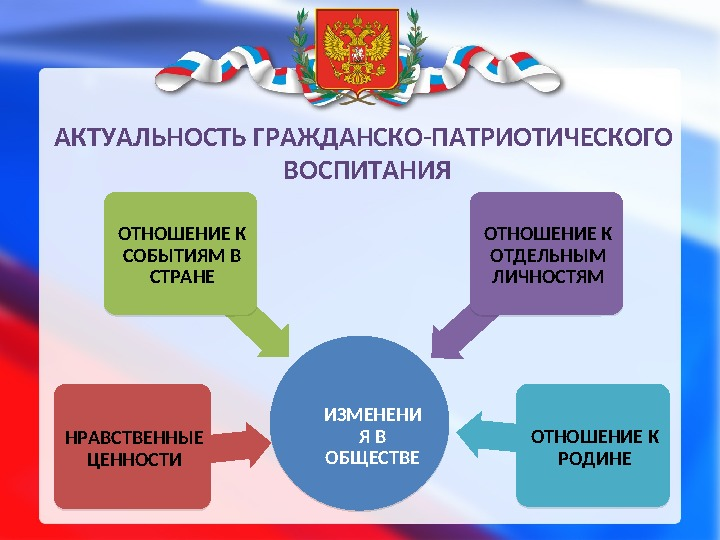 АКТУАЛЬНОСТЬ ГРАЖДАНСКО-ПАТРИОТИЧЕСКОГО
ВОСПИТАНИЯ
ОТНОШЕНИЕ К
СОБЫТИЯМ В
СТРАНЕ
ОТНОШЕНИЕ К
ОТДЕЛЬНЫМ
ЛИЧНОСТЯМ
НРАВСТВЕННЫЕ
ЦЕННОСТИ
ИЗМЕНЕНИ
Я В
ОБЩЕСТВЕ
ОТНОШЕНИЕ К
РОДИНЕ